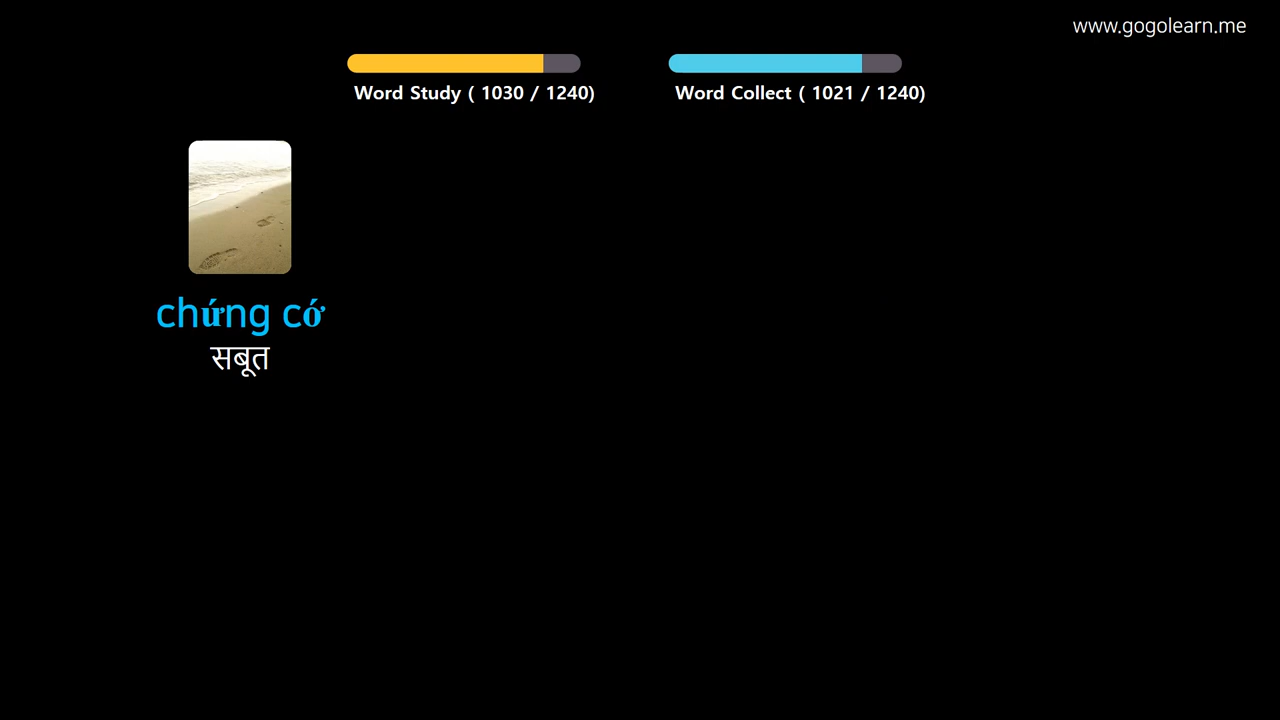 www.gogolearn.me
Word Study ( 1030 / 1240)
Word Collect ( 1021 / 1240)
chứng cớ
सबूत